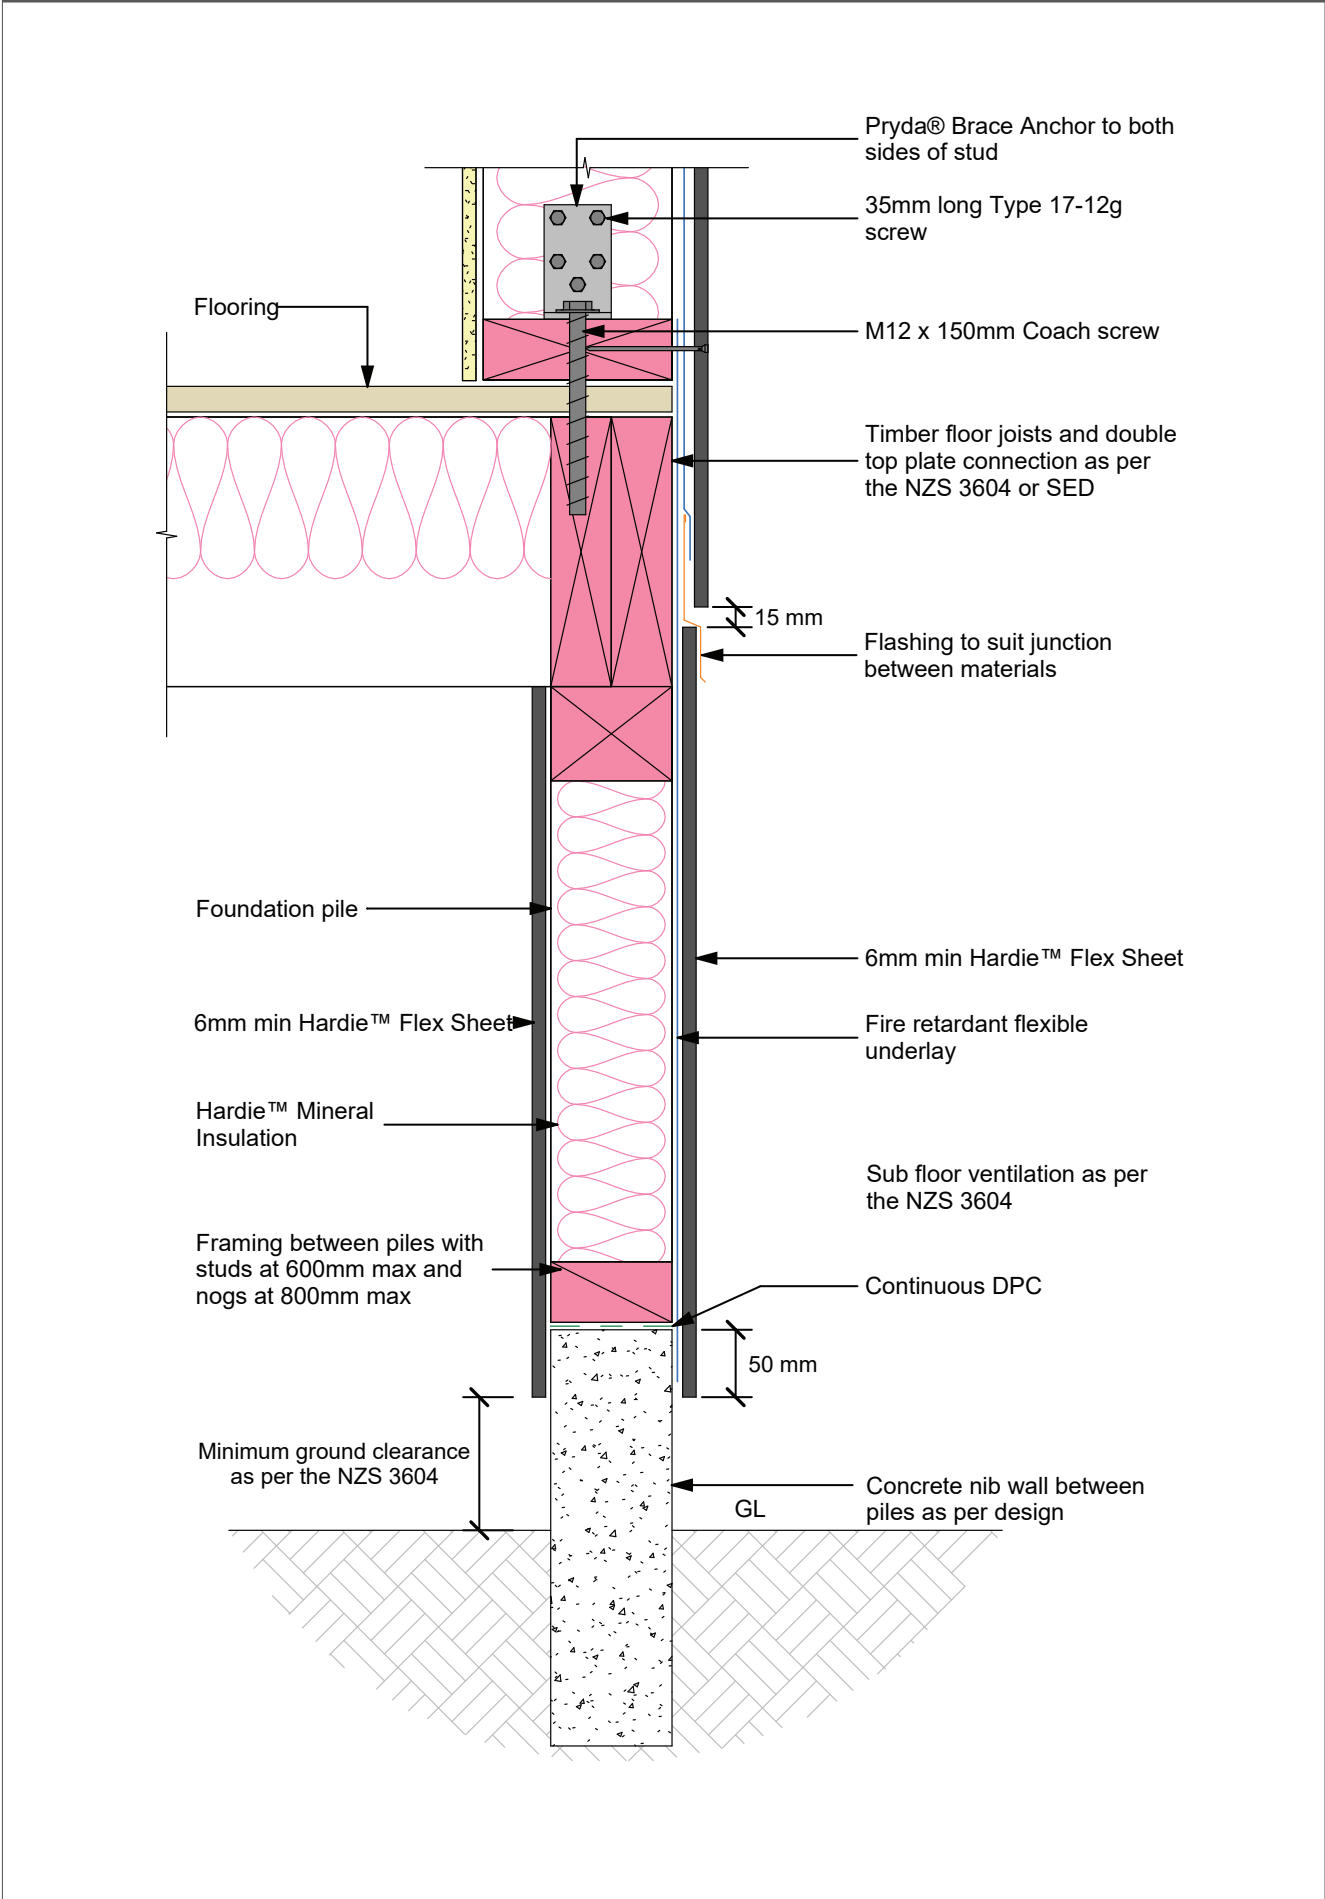 Pryda® Brace Anchor to both
sides of stud
35mm long Type 17-12g
screw
Flooring
M12 x 150mm Coach screw
Timber floor joists and double
top plate connection as per
the NZS 3604 or SED
15 mm
Flashing to suit junction
between materials
Foundation pile
6mm min Hardie™ Flex Sheet
6mm min Hardie™ Flex Sheet
Fire retardant flexible
underlay
Hardie™ Mineral
Insulation
Sub floor ventilation as per
the NZS 3604
Framing between piles with
studs at 600mm max and
nogs at 800mm max
Continuous DPC
50 mm
Minimum ground clearance
as per the NZS 3604
Concrete nib wall between
piles as per design
GL